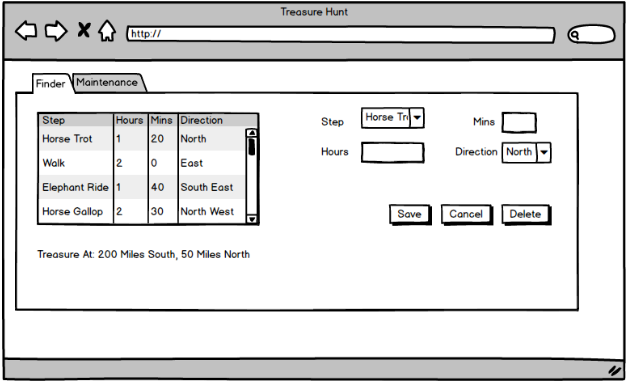 Treasure Hunt
http://
Finder Maintenance
Step Hours Mins Direction
Horse Trot 1 20 North
Walk 2 0 East
Elephant Ride 1 40 South East
Horse Gallop 2 30 North West
Step Horse Tr Mins
Hours Direction North
Save Cancel Delete
Treasure At: 200 Miles South, 50 Miles North